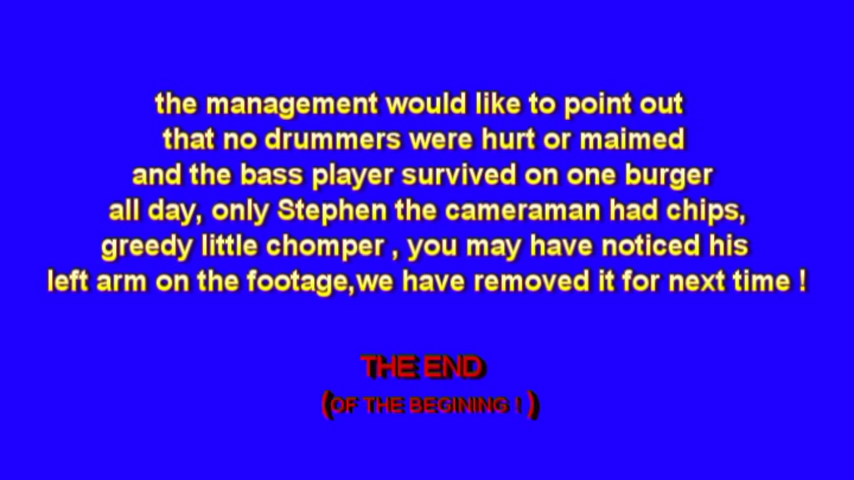 the management would like to point out
that no drummers were hurt or maimed
and the bass player survived on one burger
all day, only Stephen the cameraman had chips,
greedy little chomper , you may have noticed his
left arm on the footage,we have removed it for next time !
THE END
(OF THE BEGINING ! )